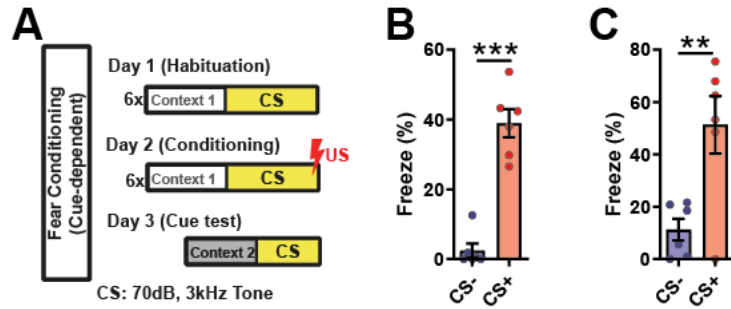 A
Fear Conditioning
(Cue-dependent)
Day 1 (Habituation)
6x Context 1 CS
Day 2 (Conditioning)
US
6x Context 1 CS
Day 3 (Cue test)
Context 2 CS
CS: 70dB, 3kHz Tone
B
***
Freeze (%)
60
40
20
0
CS- CS+
C
**
Freeze (%)
80
60
40
20
0
CS- CS+